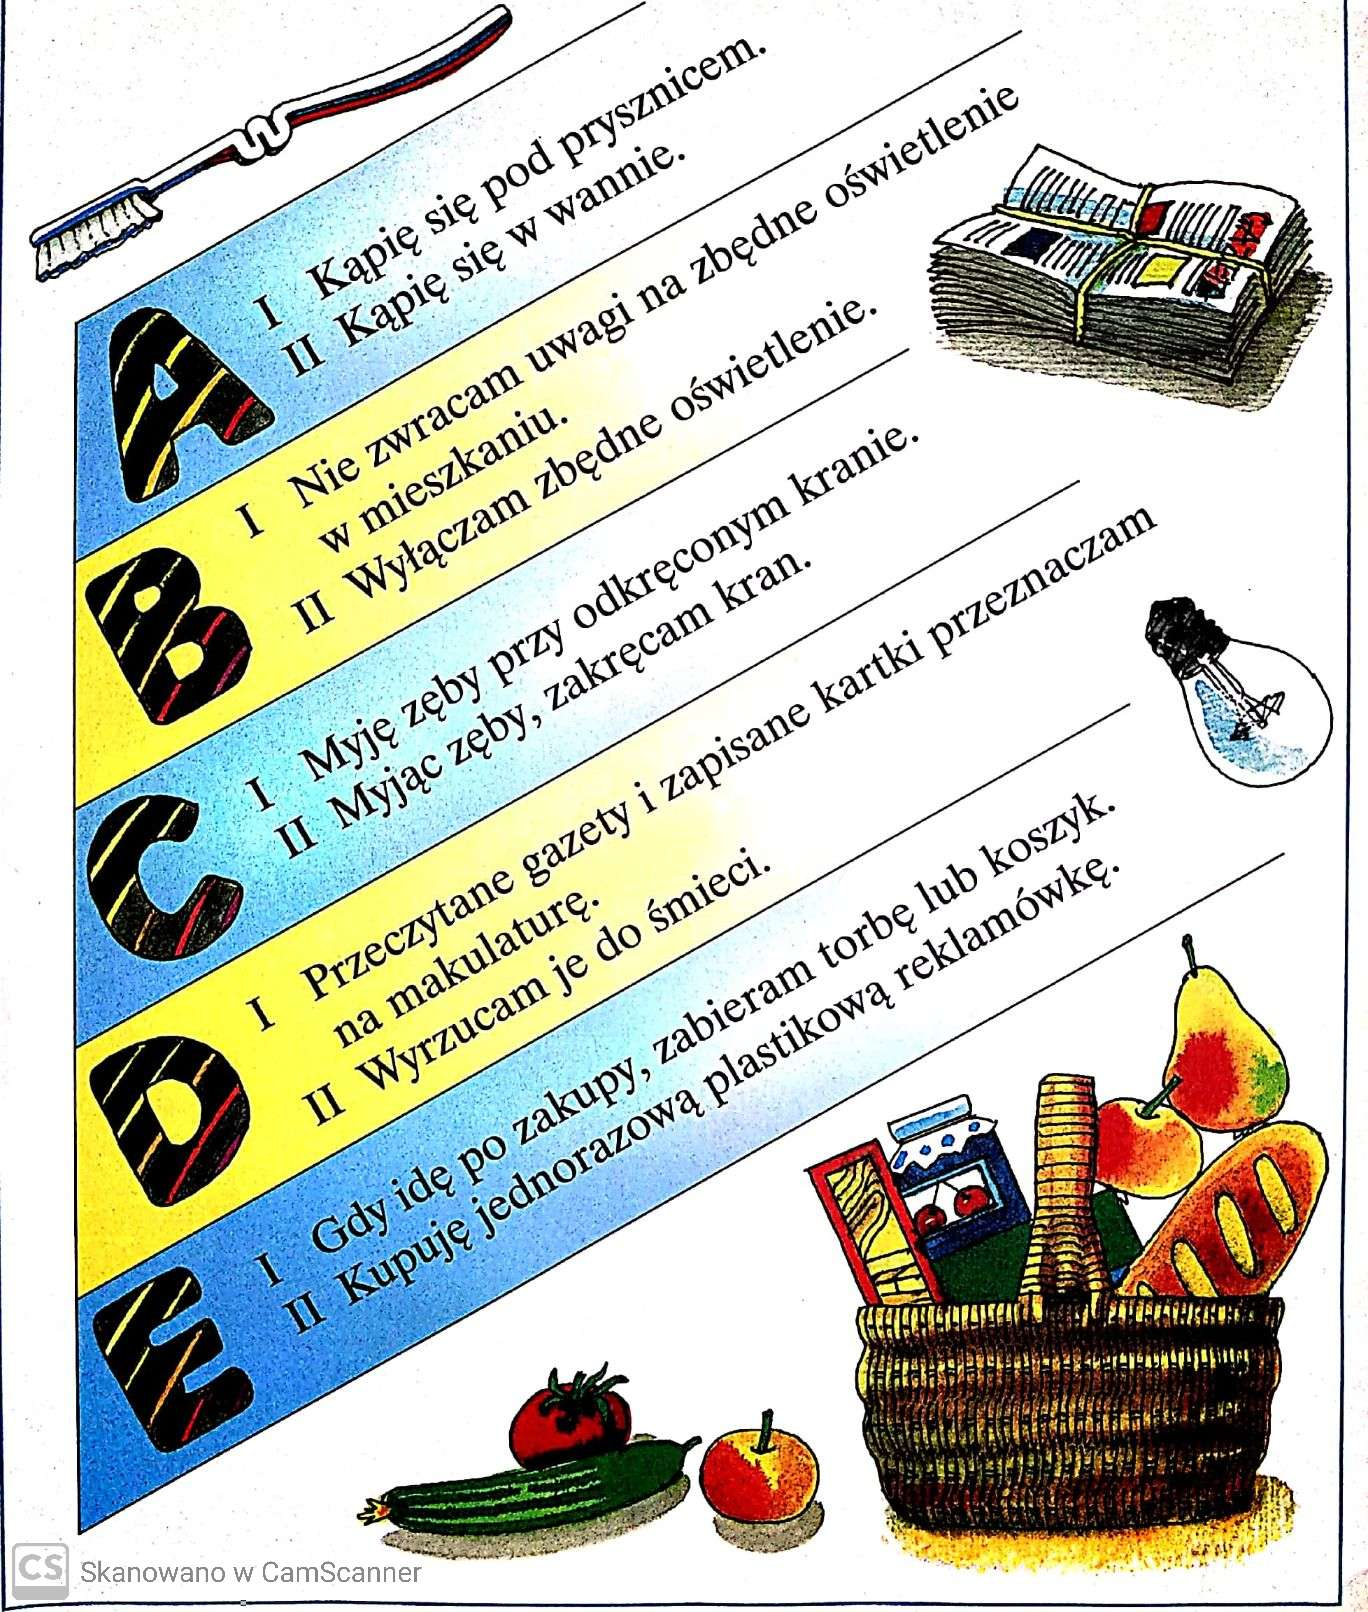 A
I Kąpię się pod prysznicem.
II Kąpię się w wannie.
B
I Nie zwracam uwagi na zbędne oświetlenie
w mieszkaniu.
II Wyłączam zbędne oświetlenie.
C
I Myję zęby przy odkręconym kranie.
II Myjąc zęby, zakręcam kran.
D
I Przeczytane gazety i zapisane kartki przeznaczam
na makulaturę.
II Wyrzucam je do śmieci.
E
I Gdy idę po zakupy, zabieram torbę lub koszyk.
II Kupuję jednorazową plastikową reklamówkę.
CS Skanowano w CamScanner